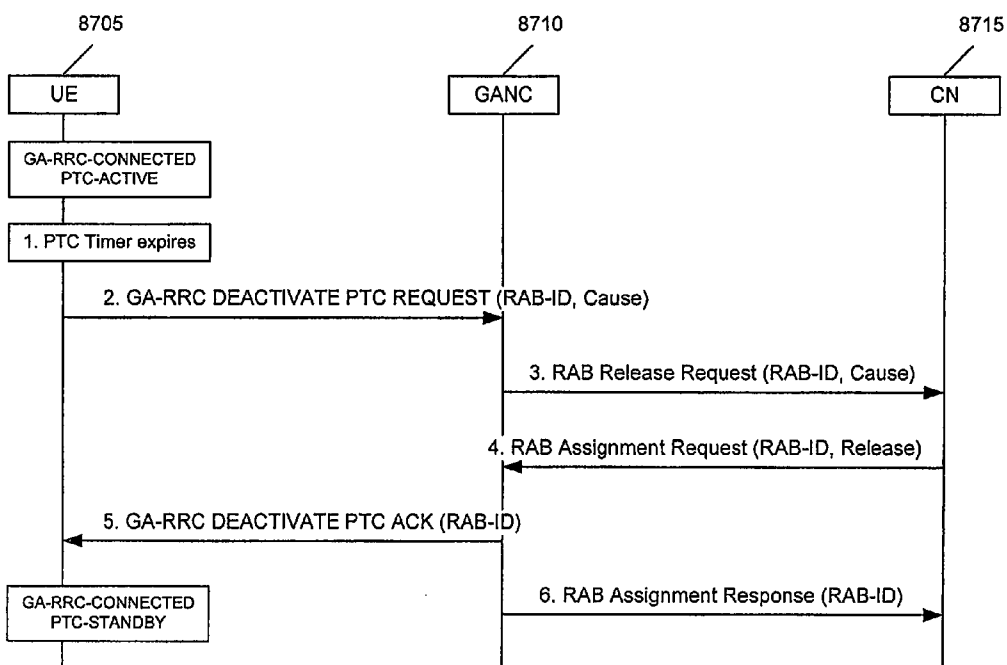 8705
8710
8715
UE
GANC
CN
GA-RRC-CONNECTED
PTC-ACTIVE
1. PTC Timer expires
2. GA-RRC DEACTIVATE PTC REQUEST (RAB-ID, Cause)
3. RAB Release Request (RAB-ID, Cause)
4. RAB Assignment Request (RAB-ID, Release)
5. GA-RRC DEACTIVATE PTC ACK (RAB-ID)
GA-RRC-CONNECTED
PTC-STANDBY
6. RAB Assignment Response (RAB-ID)